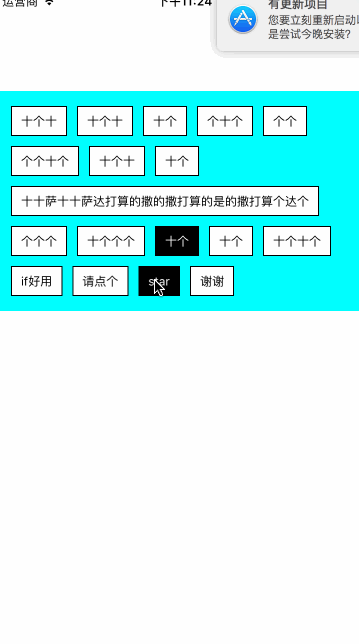 运营商 下午11:24
有更新项目
您要立刻重新启动以
是尝试今晚安装?
十个十 十个十 十个 个十个 个个
个个十个 十个十 十个
十十萨十十萨达打算的撒的撒打算的是的撒打算个达个
个个个 十个个个 十个 十个 十个十个
if好用 请点个 star 谢谢